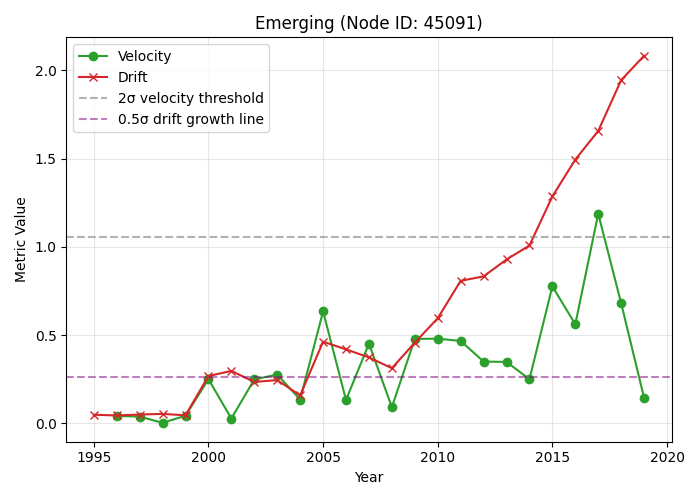 Emerging (Node ID: 45091)
Velocity
Drift
2σ velocity threshold
0.5σ drift growth line
Metric Value
2.0
1.5
1.0
0.5
0.0
1995
2000
2005
2010
2015
2020
Year